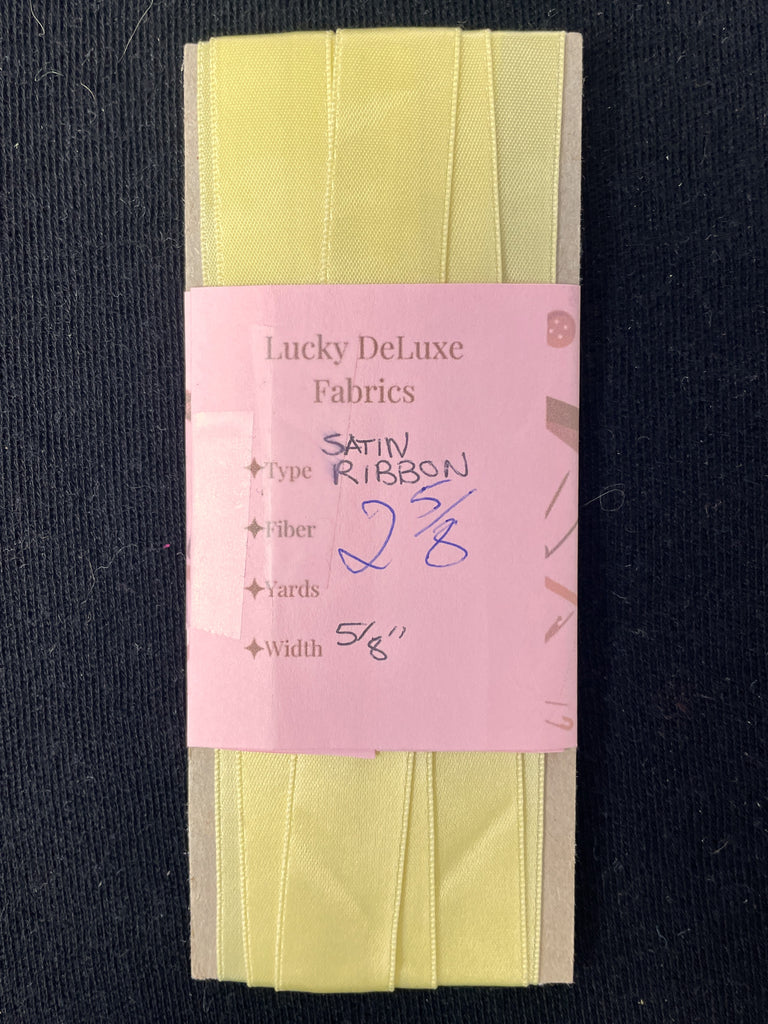 Lucky DeLuxe
Fabrics
SATIN
Type RIBBON
Fiber 2 5/8
Yards
Width 5/8"